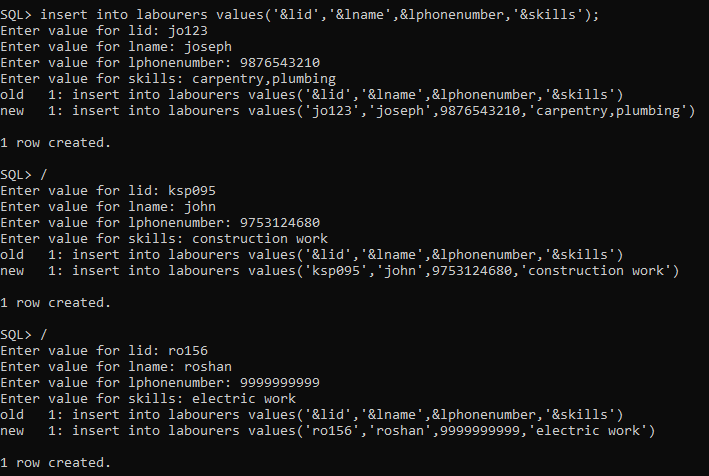 SQL> insert into labourers values('&lid','&lname',&lphonenumber,'&skills');
Enter value for lid: jo123
Enter value for lname: joseph
Enter value for lphonenumber: 9876543210
Enter value for skills: carpentry,plumbing
old   1: insert into labourers values('&lid','&lname',&lphonenumber,'&skills')
new   1: insert into labourers values('jo123','joseph',9876543210,'carpentry,plumbing')
1 row created.
SQL> /
Enter value for lid: ksp095
Enter value for lname: john
Enter value for lphonenumber: 9753124680
Enter value for skills: construction work
old   1: insert into labourers values('&lid','&lname',&lphonenumber,'&skills')
new   1: insert into labourers values('ksp095','john',9753124680,'construction work')
1 row created.
SQL> /
Enter value for lid: ro156
Enter value for lname: roshan
Enter value for lphonenumber: 9999999999
Enter value for skills: electric work
old   1: insert into labourers values('&lid','&lname',&lphonenumber,'&skills')
new   1: insert into labourers values('ro156','roshan',9999999999,'electric work')
1 row created.